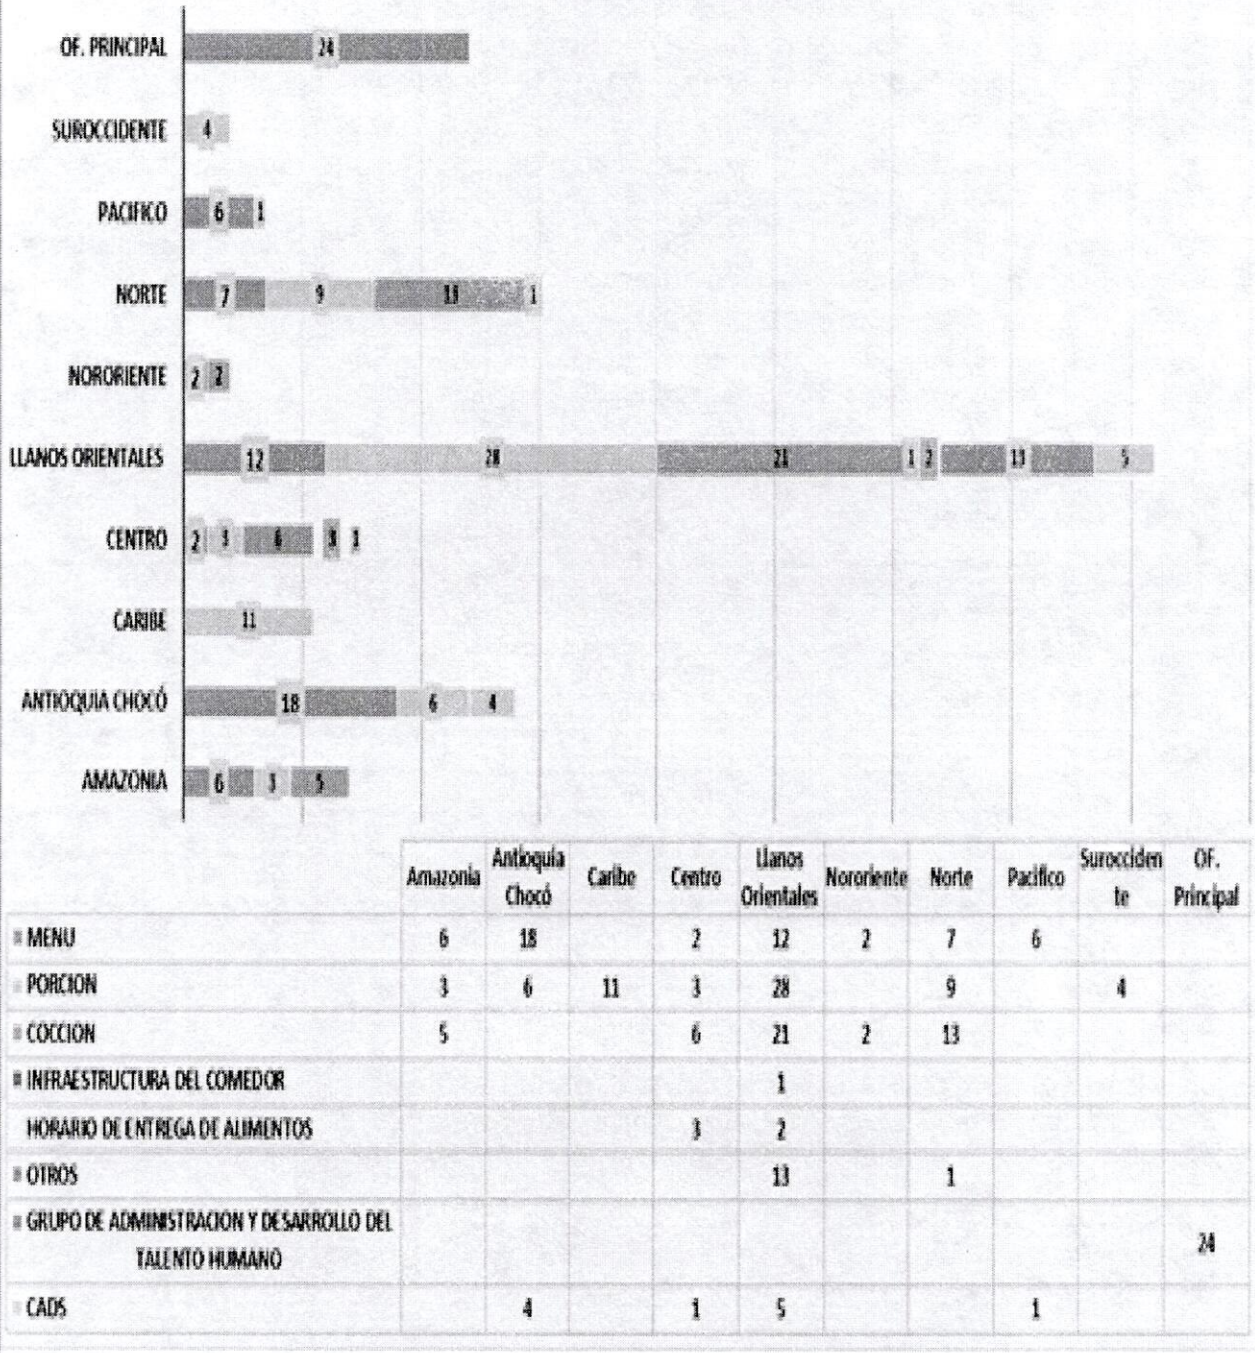 OF. PRINCIPAL 24
SUROCCIDENTE 4
PACIFICO 6 1
NORTE 7 9 13 1
NORORIENTE 2 2
LLANOS ORIENTALES 12 28 21 1 2 13 5
CENTRO 2 3 6 3 1
CARIBE 11
ANTIOQUIA CHOCÓ 18 6 4
AMAZONIA 6 3 5
Amazonia Antioquia Chocó Caribe Centro Llanos Orientales Nororiente Norte Pacifico Suroccidente OF. Principal
MENU 6 18 2 12 2 7 6
PORCION 3 6 11 3 28 9 4
COCCION 5 6 21 2 13
INFRAESTRUCTURA DEL COMEDOR 1
HORARIO DE ENTREGA DE ALIMENTOS 3 2
OTROS 13 1
GRUPO DE ADMINISTRACION Y DESARROLLO DEL
TALENTO HUMANO 24
CADS 4 1 5 1